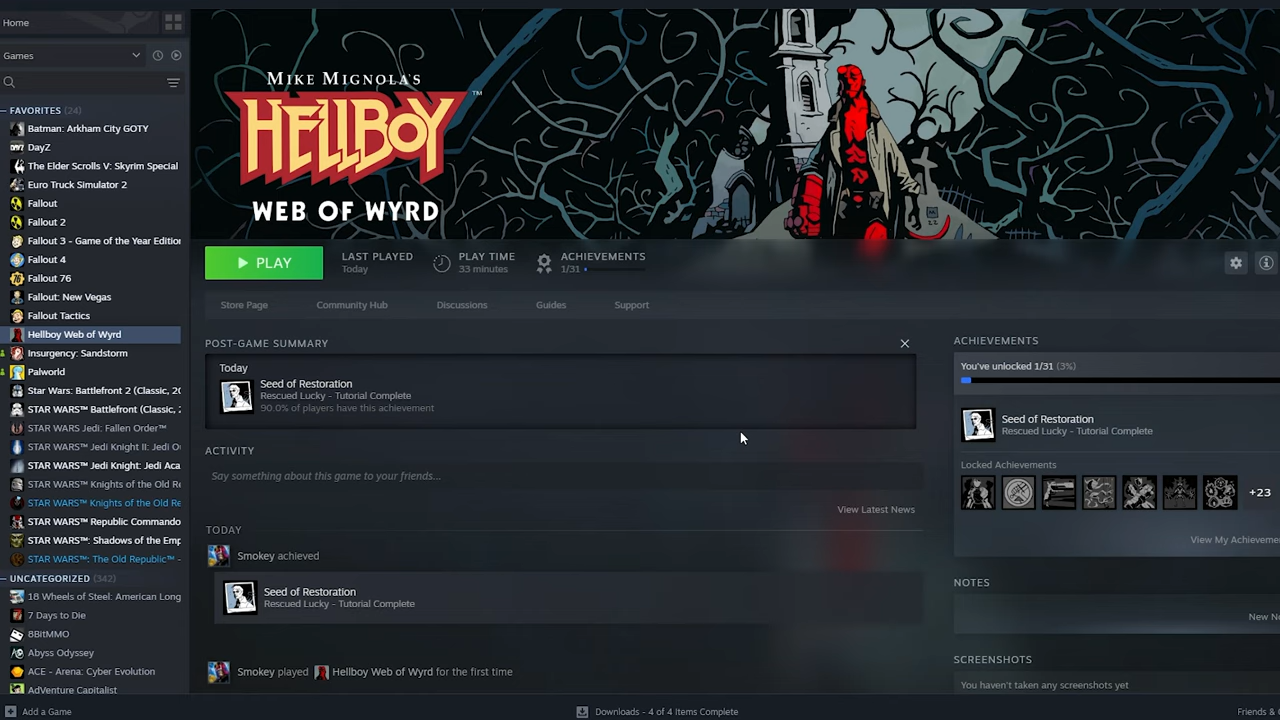 Home
Games
FAVORITES (24)
Batman: Arkham City GOTY
DayZ
The Elder Scrolls V: Skyrim Special
Euro Truck Simulator 2
Fallout
Fallout 2
Fallout 3 - Game of the Year Edition
Fallout 4
Fallout 76
Fallout: New Vegas
Fallout Tactics
Hellboy Web of Wyrd
Insurgency: Sandstorm
Palworld
Star Wars: Battlefront 2 (Classic, 20
STAR WARS™ Battlefront (Classic, 2
STAR WARS Jedi: Fallen Order™
STAR WARS™ Jedi Knight II: Jedi O
STAR WARS™ Jedi Knight: Jedi Aca
STAR WARS™ Knights of the Old R
STAR WARS™ Knights of the Old Re
STAR WARS™ Republic Commando
STAR WARS™: Shadows of the Emp
STAR WARS™: The Old Republic™ -
UNCATEGORIZED (342)
18 Wheels of Steel: American Long
7 Days to Die
8BitMMO
Abyss Odyssey
ACE - Arena: Cyber Evolution
AdVenture Capitalist
Add a Game
MIKE MIGNOLA'S
HELLBOY™
WEB OF WYRD
PLAY
LAST PLAYED
Today
PLAY TIME
33 minutes
ACHIEVEMENTS
1/31
Store Page
Community Hub
Discussions
Guides
Support
POST-GAME SUMMARY
Today
Seed of Restoration
Rescued Lucky - Tutorial Complete
90.0% of players have this achievement
ACTIVITY
Say something about this game to your friends...
View Latest News
TODAY
Smokey achieved
Seed of Restoration
Rescued Lucky - Tutorial Complete
Smokey played Hellboy Web of Wyrd for the first time
ACHIEVEMENTS
You've unlocked 1/31 (3%)
Seed of Restoration
Rescued Lucky - Tutorial Complete
Locked Achievements
+23
View My Achieveme
NOTES
New No
SCREENSHOTS
You haven't taken any screenshots yet
Downloads - 4 of 4 Items Complete
Friends &